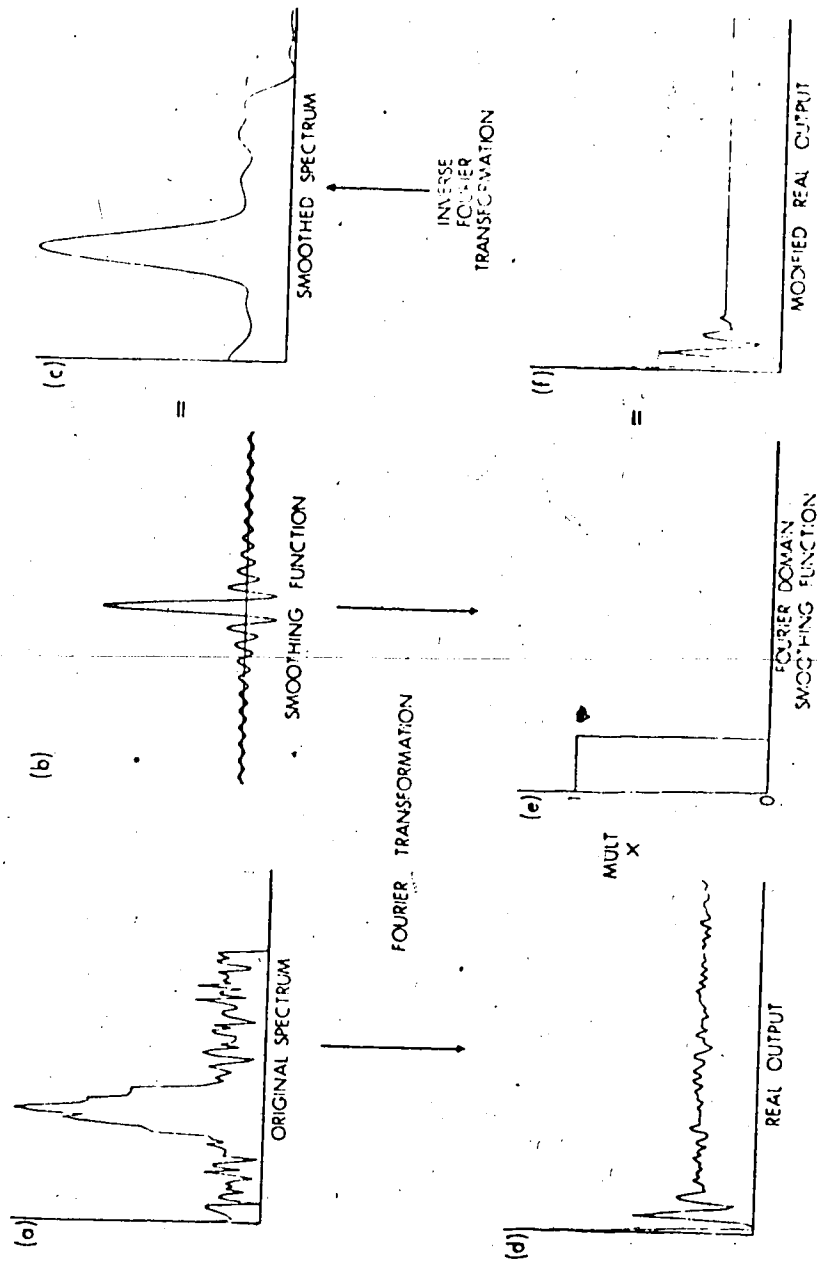 (a)
ORIGINAL SPECTRUM
(b)
SMOOTHING FUNCTION
=
(c)
SMOOTHED SPECTRUM
FOURIER TRANSFORMATION
INVERSE
FOURIER
TRANSFORMATION
(d)
REAL OUTPUT
MULT
X
(e)
1
0
FOURIER DOMAIN
SMOOTHING FUNCTION
=
(f)
MODIFIED REAL OUTPUT